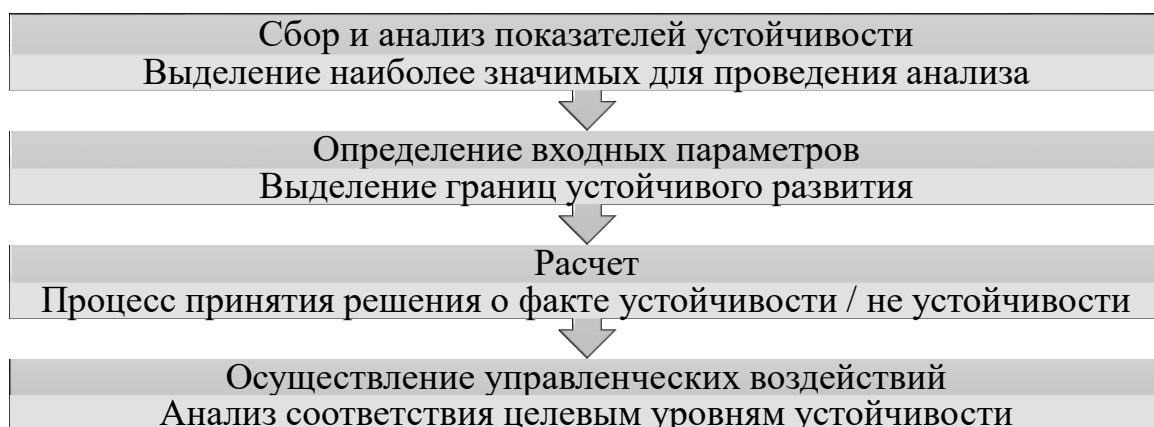 Сбор и анализ показателей устойчивости
Выделение наиболее значимых для проведения анализа
Определение входных параметров
Выделение границ устойчивого развития
Расчет
Процесс принятия решения о факте устойчивости / не устойчивости
Осуществление управленческих воздействий
Анализ соответствия целевым уровням устойчивости